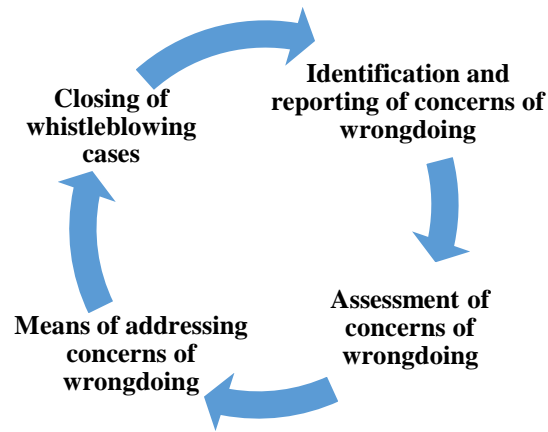 Identification and
reporting of concerns of
wrongdoing
Assessment of
concerns of
wrongdoing
Means of addressing
concerns of
wrongdoing
Closing of
whistleblowing
cases